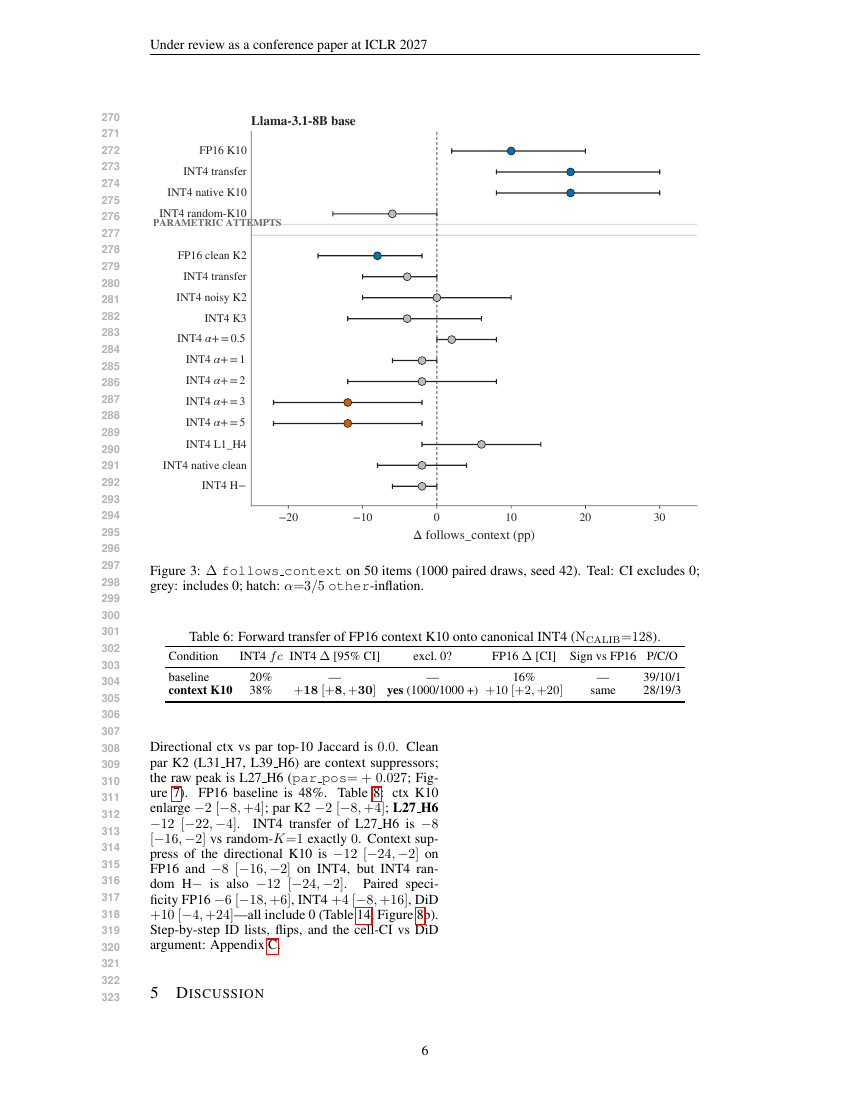 Under review as a conference paper at ICLR 2027
270
271
272
273
274
275
276
277
278
279
280
281
282
283
284
285
286
287
288
289
290
291
292
293
294
295
296
297
298
299
300
301
302
303
304
305
306
307
308
309
310
311
312
313
314
315
316
317
318
319
320
321
322
323
Llama-3.1-8B base
FP16 K10
INT4 transfer
INT4 native K10
INT4 random-K10
PARAMETRIC ATTEMPTS
FP16 clean K2
INT4 transfer
INT4 noisy K2
INT4 K3
INT4 α+=0.5
INT4 α+=1
INT4 α+=2
INT4 α+=3
INT4 α+=5
INT4 L1_H4
INT4 native clean
INT4 H−
−20 −10 0 10 20 30
Δ follows_context (pp)
Figure 3: Δ follows_context on 50 items (1000 paired draws, seed 42). Teal: CI excludes 0;
grey: includes 0; hatch: α=3/5 other-inflation.
Table 6: Forward transfer of FP16 context K10 onto canonical INT4 (NCALIB=128).
Condition INT4 fc INT4 Δ [95% CI] excl. 0? FP16 Δ [CI] Sign vs FP16 P/C/O
baseline 20% — — 16% — 39/10/1
context K10 38% +18 [+8, +30] yes (1000/1000 +) +10 [+2, +20] same 28/19/3
Directional ctx vs par top-10 Jaccard is 0.0. Clean
par K2 (L31_H7, L39_H6) are context suppressors;
the raw peak is L27_H6 (par_pos= + 0.027; Fig-
ure 7). FP16 baseline is 48%. Table 8: ctx K10
enlarge −2 [−8, +4]; par K2 −2 [−8, +4]; L27_H6
−12 [−22, −4]. INT4 transfer of L27_H6 is −8
[−16, −2] vs random-K=1 exactly 0. Context sup-
press of the directional K10 is −12 [−24, −2] on
FP16 and −8 [−16, −2] on INT4, but INT4 ran-
dom H− is also −12 [−24, −2]. Paired speci-
ficity FP16 −6 [−18, +6], INT4 +4 [−8, +16], DiD
+10 [−4, +24]—all include 0 (Table 14, Figure 8b).
Step-by-step ID lists, flips, and the cell-CI vs DiD
argument: Appendix C.
5 DISCUSSION
6